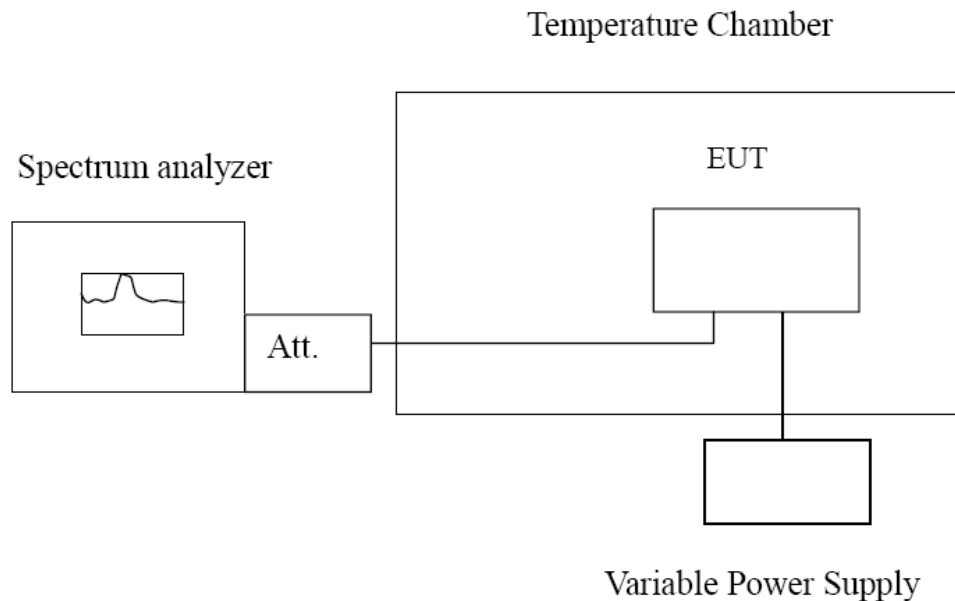 Temperature Chamber
Spectrum analyzer
EUT
Att.
Variable Power Supply